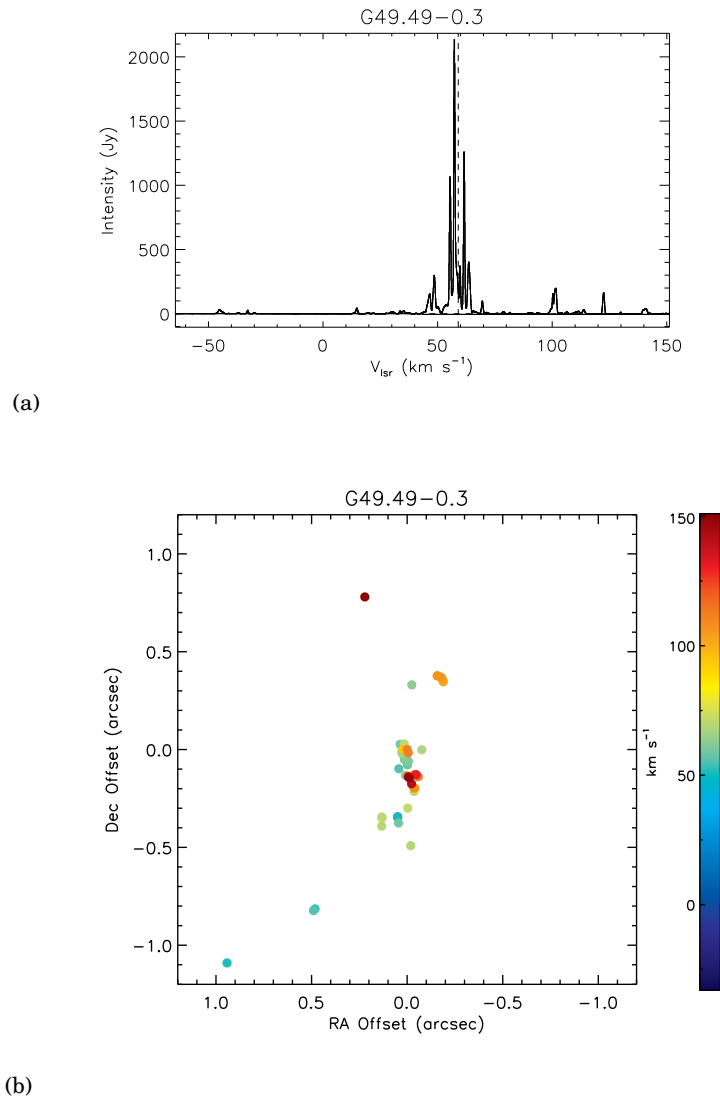 G49.49−0.3
2000
1500
1000
500
0
Intensity (Jy)
−50
0
50
100
150
V_lsr (km s⁻¹)
(a)
G49.49−0.3
1.0
0.5
0.0
−0.5
−1.0
Dec Offset (arcsec)
1.0
0.5
0.0
−0.5
−1.0
RA Offset (arcsec)
150
100
50
0
km s⁻¹
(b)